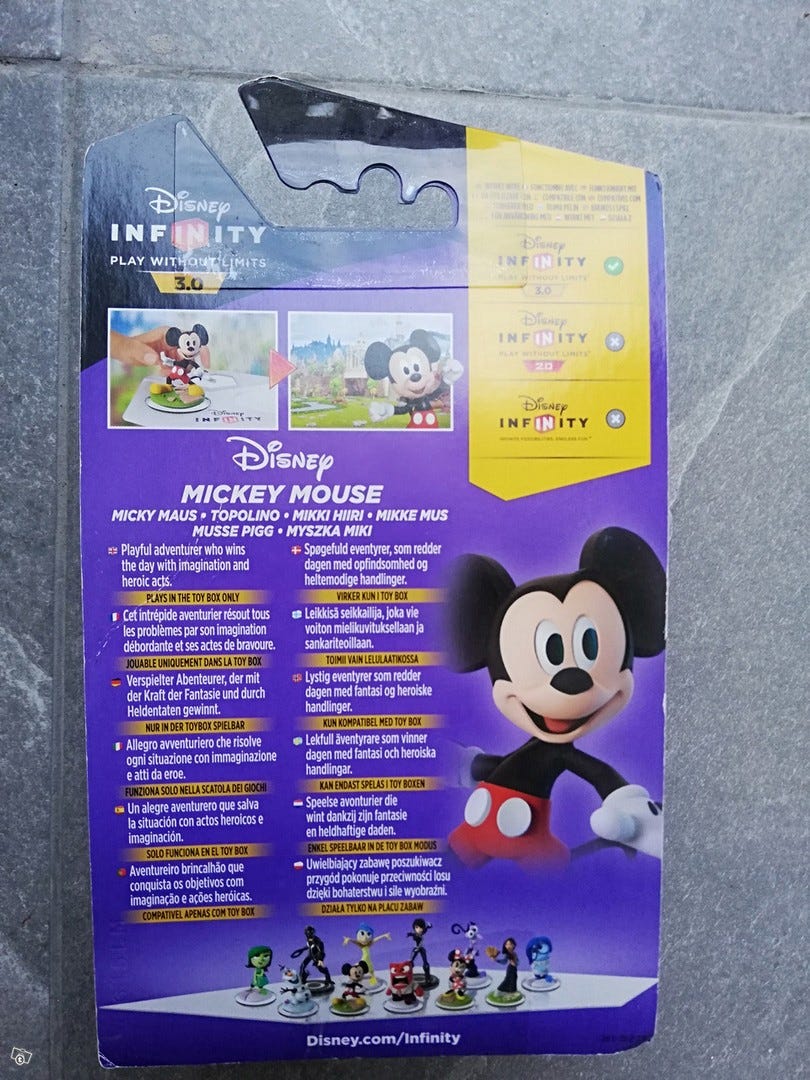 Disney
INFINITY
PLAY WITHOUT LIMITS
3.0
Disney
INFINITY
PLAY WITHOUT LIMITS
3.0
Disney
INFINITY
PLAY WITHOUT LIMITS
2.0
Disney
INFINITY
INFINITE POSSIBILITIES. ENDLESS FUN.™
Disney
INFINITY
Disney
MICKEY MOUSE
MICKY MAUS • TOPOLINO • MIKKI HIIRI • MIKKE MUS
MUSSE PIGG • MYSZKA MIKI
Playful adventurer who wins
the day with imagination and
heroic acts.
PLAYS IN THE TOY BOX ONLY
Cet intrépide aventurier résout tous
les problèmes par son imagination
débordante et ses actes de bravoure.
JOUABLE UNIQUEMENT DANS LA TOY BOX
Verspielter Abenteurer, der mit
der Kraft der Fantasie und durch
Heldentaten gewinnt.
NUR IN DER TOYBOX SPIELBAR
Allegro avventuriero che risolve
ogni situazione con immaginazione
e atti da eroe.
FUNZIONA SOLO NELLA SCATOLA DEI GIOCHI
Un alegre aventurero que salva
la situación con actos heroicos e
imaginación.
SOLO FUNCIONA EN EL TOY BOX
Aventureiro brincalhão que
conquista os objetivos com
imaginação e ações heróicas.
COMPATIVEL APENAS COM TOY BOX
Spøgefuld eventyrer, som redder
dagen med opfindsomhed og
heltemodige handlinger.
VIRKER KUN I TOY BOX
Leikkisä seikkailija, joka vie
voiton mielikuvituksellaan ja
sankariteoillaan.
TOIMII VAIN LELULAATIKOSSA
Lystig eventyrer som redder
dagen med fantasi og heroiske
handlinger.
KUN KOMPATIBEL MED TOY BOX
Lekfull äventyrare som vinner
dagen med fantasi och heroiska
handlingar.
KAN ENDAST SPELAS I TOY BOXEN
Speelse avonturier die
wint dankzij zijn fantasie
en heldhaftige daden.
ENKEL SPEELBAAR IN DE TOY BOX MODUS
Uwielbiający zabawę poszukiwacz
przygód pokonuje przeciwności losu
dzięki bohaterstwu i sile wyobraźni.
DZIAŁA TYLKO NA PLACU ZABAW
Disney.com/Infinity